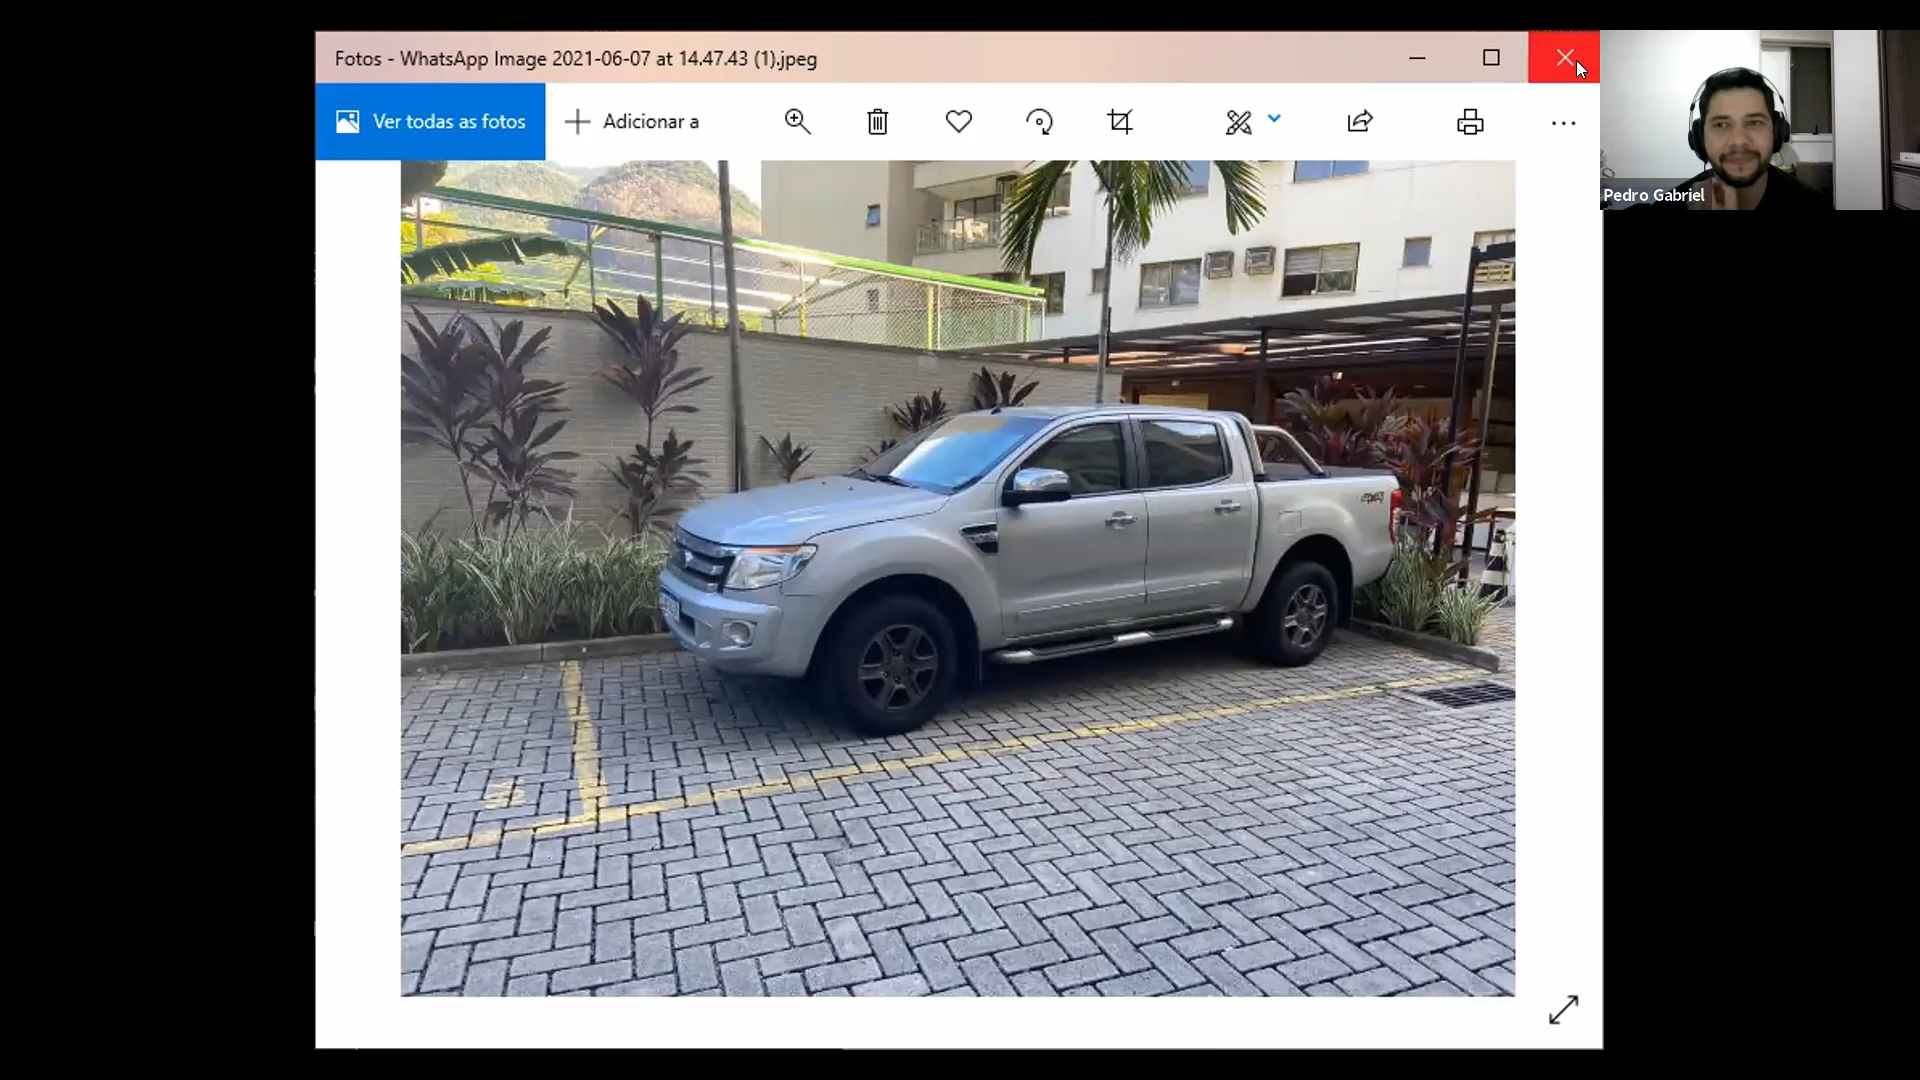 Fotos - WhatsApp Image 2021-06-07 at 14.47.43 (1).jpeg
Ver todas as fotos
Adicionar a
Pedro Gabriel
4x4